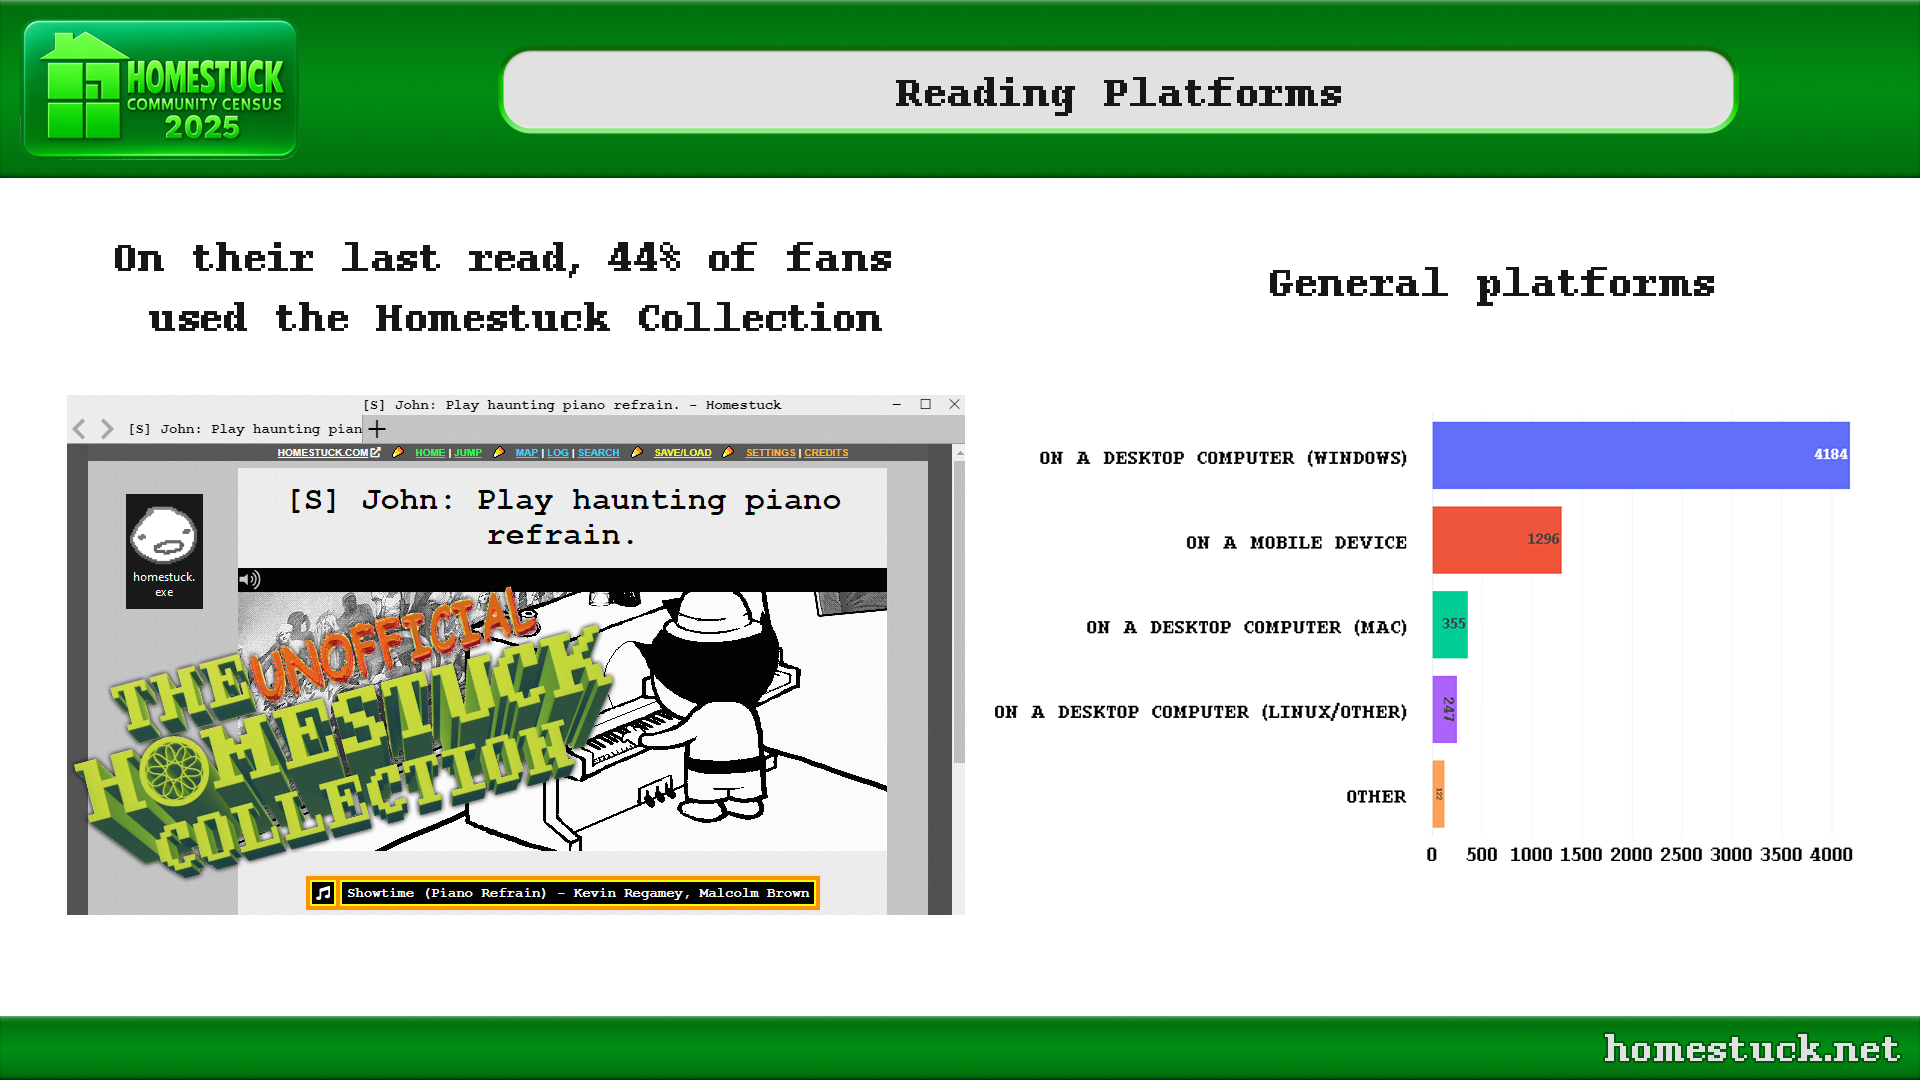 HOMESTUCK
COMMUNITY CENSUS
2025
Reading Platforms
On their last read, 44% of fans
used the Homestuck Collection
[S] John: Play haunting piano refrain. - Homestuck
[S] John: Play haunting pian
HOMESTUCK.COM HOME | JUMP MAP | LOG | SEARCH SAVE/LOAD SETTINGS | CREDITS
[S] John: Play haunting piano
refrain.
homestuck.
exe
THE UNOFFICIAL
HOMESTUCK
COLLECTION
Showtime (Piano Refrain) - Kevin Regamey, Malcolm Brown
General platforms
ON A DESKTOP COMPUTER (WINDOWS) 4184
ON A MOBILE DEVICE 1296
ON A DESKTOP COMPUTER (MAC) 355
ON A DESKTOP COMPUTER (LINUX/OTHER) 247
OTHER 122
0 500 1000 1500 2000 2500 3000 3500 4000
homestuck.net